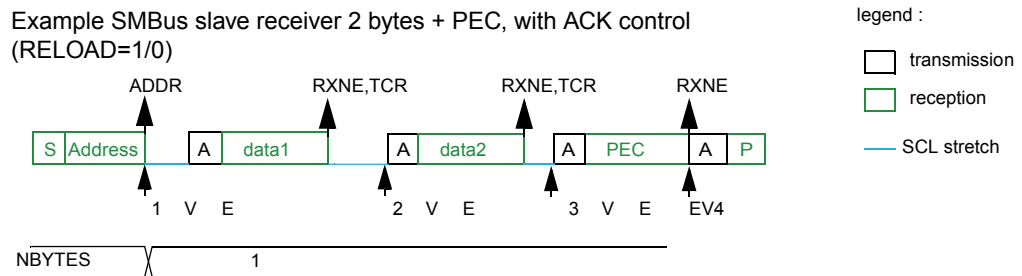 Example SMBus slave receiver 2 bytes + PEC, with ACK control
(RELOAD=1/0)
legend :
transmission
reception
SCL stretch
ADDR RXNE,TCR RXNE,TCR RXNE
S Address A data1 A data2 A PEC A P
1 V E 2 V E 3 V E EV4
NBYTES 1